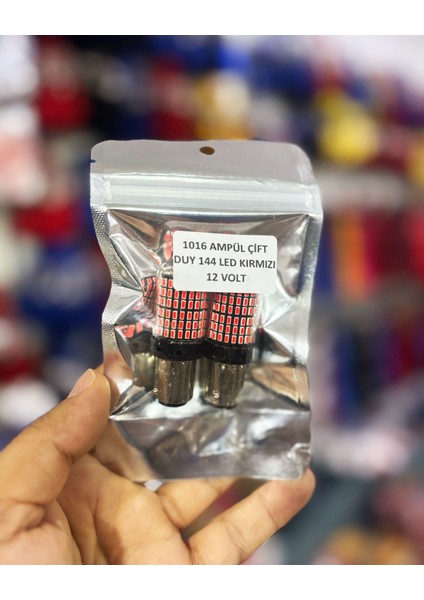 1016 AMPÜL ÇİFT
DUY 144 LED KIRMIZI
12 VOLT